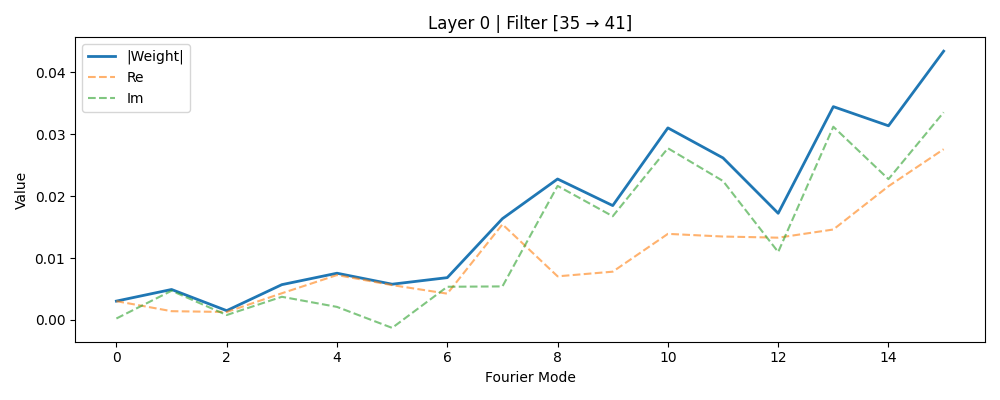 Layer 0 | Filter [35 → 41]
|Weight|
Re
Im
0.04
0.03
0.02
0.01
0.00
Value
0 2 4 6 8 10 12 14
Fourier Mode